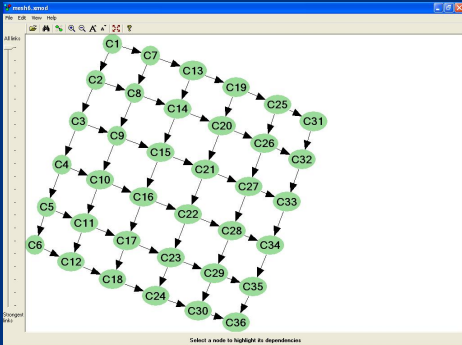 mesh6.smod
File Edit View Help
All links
C1
C7
C2
C13
C8
C19
C3
C14
C25
C9
C20
C31
C4
C15
C26
C10
C21
C32
C5
C16
C27
C11
C22
C33
C6
C17
C28
C12
C23
C34
C18
C29
C24
C35
C30
C36
Strongest
links
Select a node to highlight its dependencies